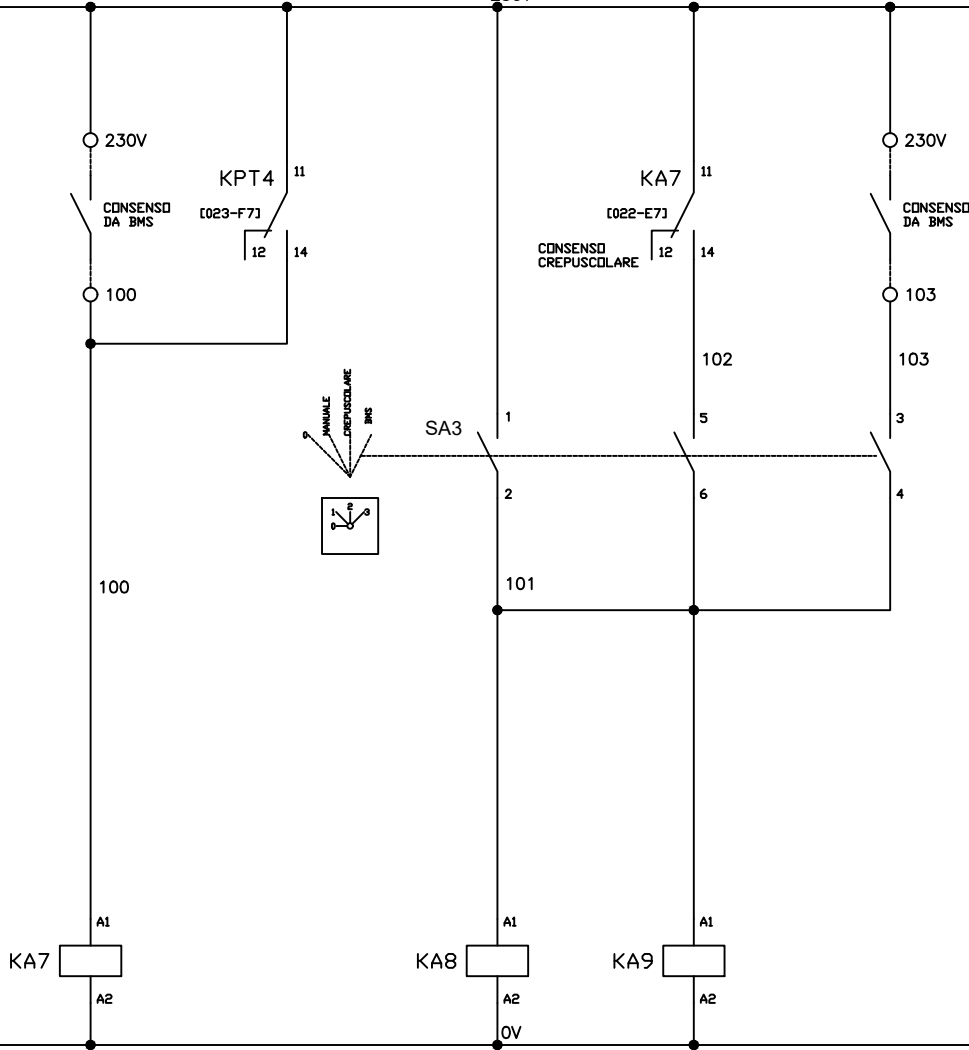 230V
230V
KPT4
11
KA7
11
CONSENSO
DA BMS
[023-F7]
[022-E7]
CONSENSO
DA BMS
12
14
CONSENSO
CREPUSCOLARE
12
14
100
103
102
103
0
MANUALE
CREPUSCOLARE
BMS
SA3
1
5
3
2
6
4
1
2
3
0
100
101
A1
A1
A1
KA7
KA8
KA9
A2
A2
A2
0V